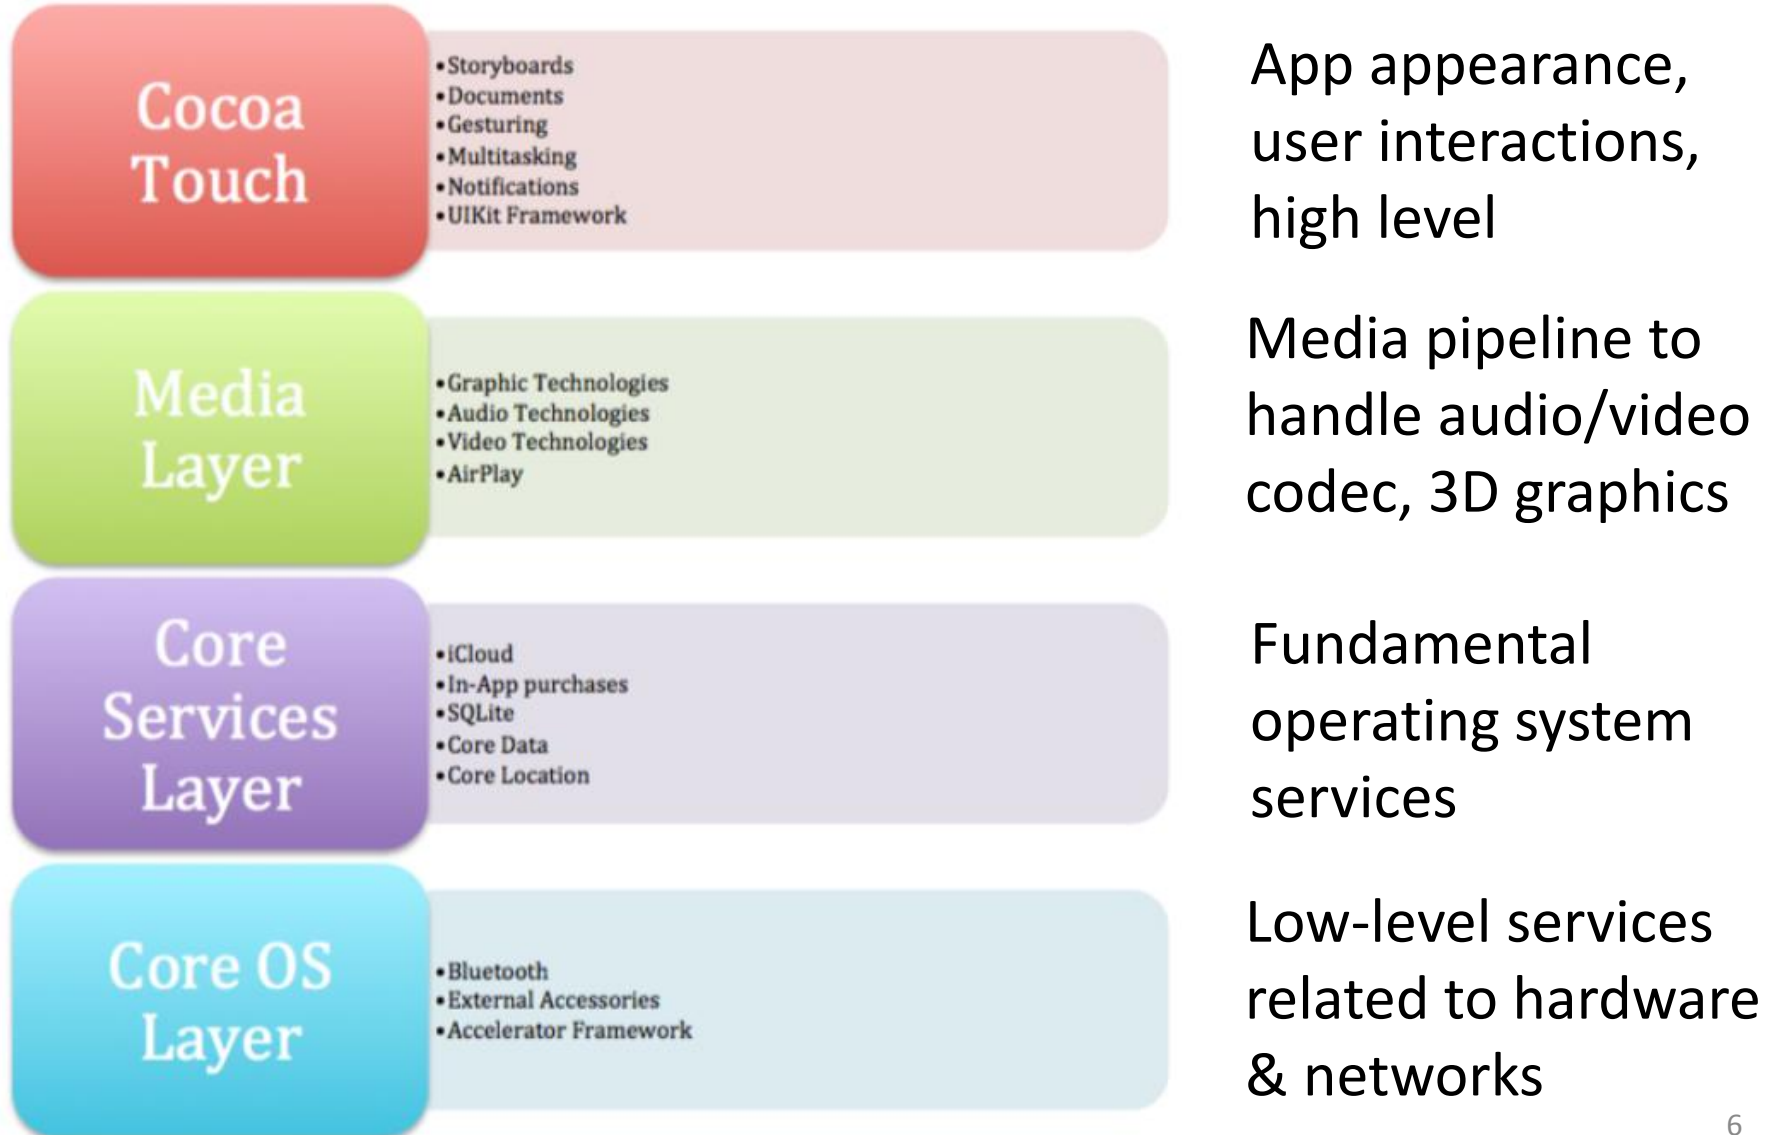 Cocoa
Touch
•Storyboards
•Documents
•Gesturing
•Multitasking
•Notifications
•UIKit Framework
App appearance,
user interactions,
high level
Media
Layer
•Graphic Technologies
•Audio Technologies
•Video Technologies
•AirPlay
Media pipeline to
handle audio/video
codec, 3D graphics
Core
Services
Layer
•iCloud
•In-App purchases
•SQLite
•Core Data
•Core Location
Fundamental
operating system
services
Core OS
Layer
•Bluetooth
•External Accessories
•Accelerator Framework
Low-level services
related to hardware
& networks
6